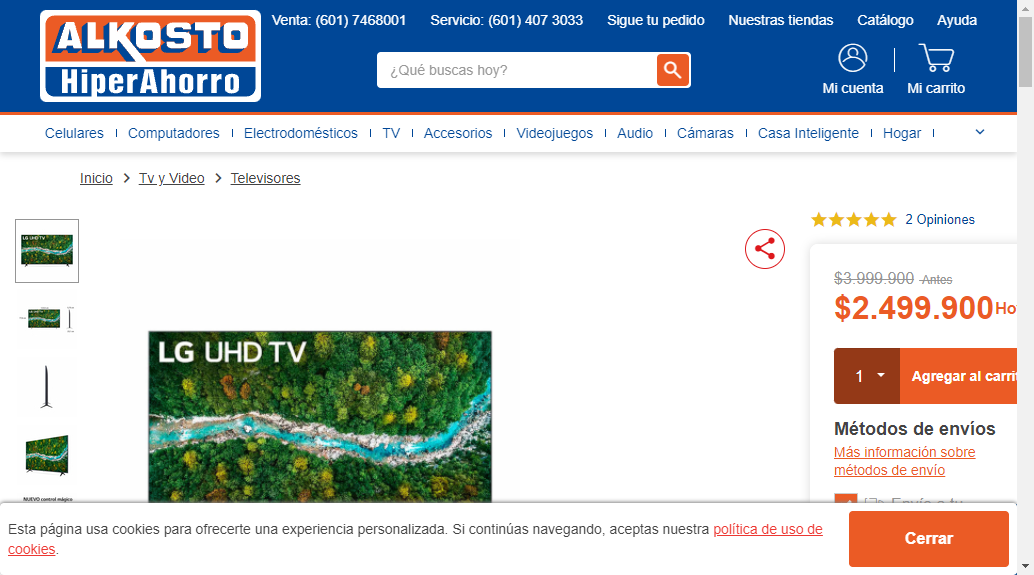 ALKOSTO
HiperAhorro
Venta: (601) 7468001 Servicio: (601) 407 3033 Sigue tu pedido Nuestras tiendas Catálogo Ayuda
¿Qué buscas hoy?
Mi cuenta Mi carrito
Celulares Computadores Electrodomésticos TV Accesorios Videojuegos Audio Cámaras Casa Inteligente Hogar
Inicio > Tv y Video > Televisores
2 Opiniones
LG UHD TV
$3.999.900 Antes
$2.499.900 Ho
LG UHD TV
1 Agregar al carrit
Métodos de envíos
Más información sobre
métodos de envío
NUEVO control mágico
Esta página usa cookies para ofrecerte una experiencia personalizada. Si continúas navegando, aceptas nuestra política de uso de
cookies.
Cerrar